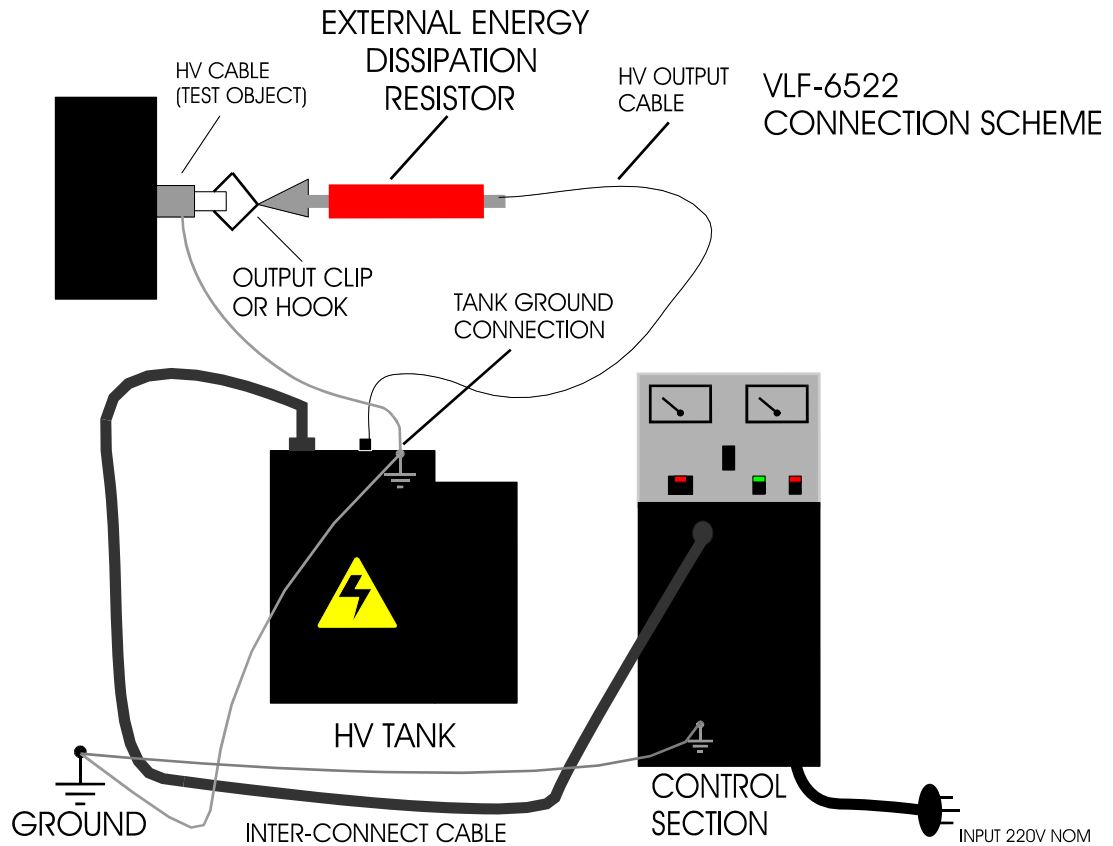 EXTERNAL ENERGY
DISSIPATION
RESISTOR
HV CABLE
(TEST OBJECT)
HV OUTPUT
CABLE
VLF-6522
CONNECTION SCHEME
OUTPUT CLIP
OR HOOK
TANK GROUND
CONNECTION
HV TANK
GROUND
INTER-CONNECT CABLE
CONTROL
SECTION
INPUT 220V NOM